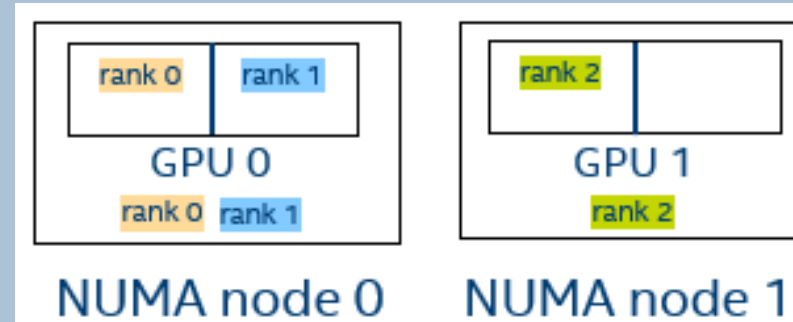 rank 0 rank 1
GPU 0
rank 0 rank 1
NUMA node 0
rank 2
GPU 1
rank 2
NUMA node 1